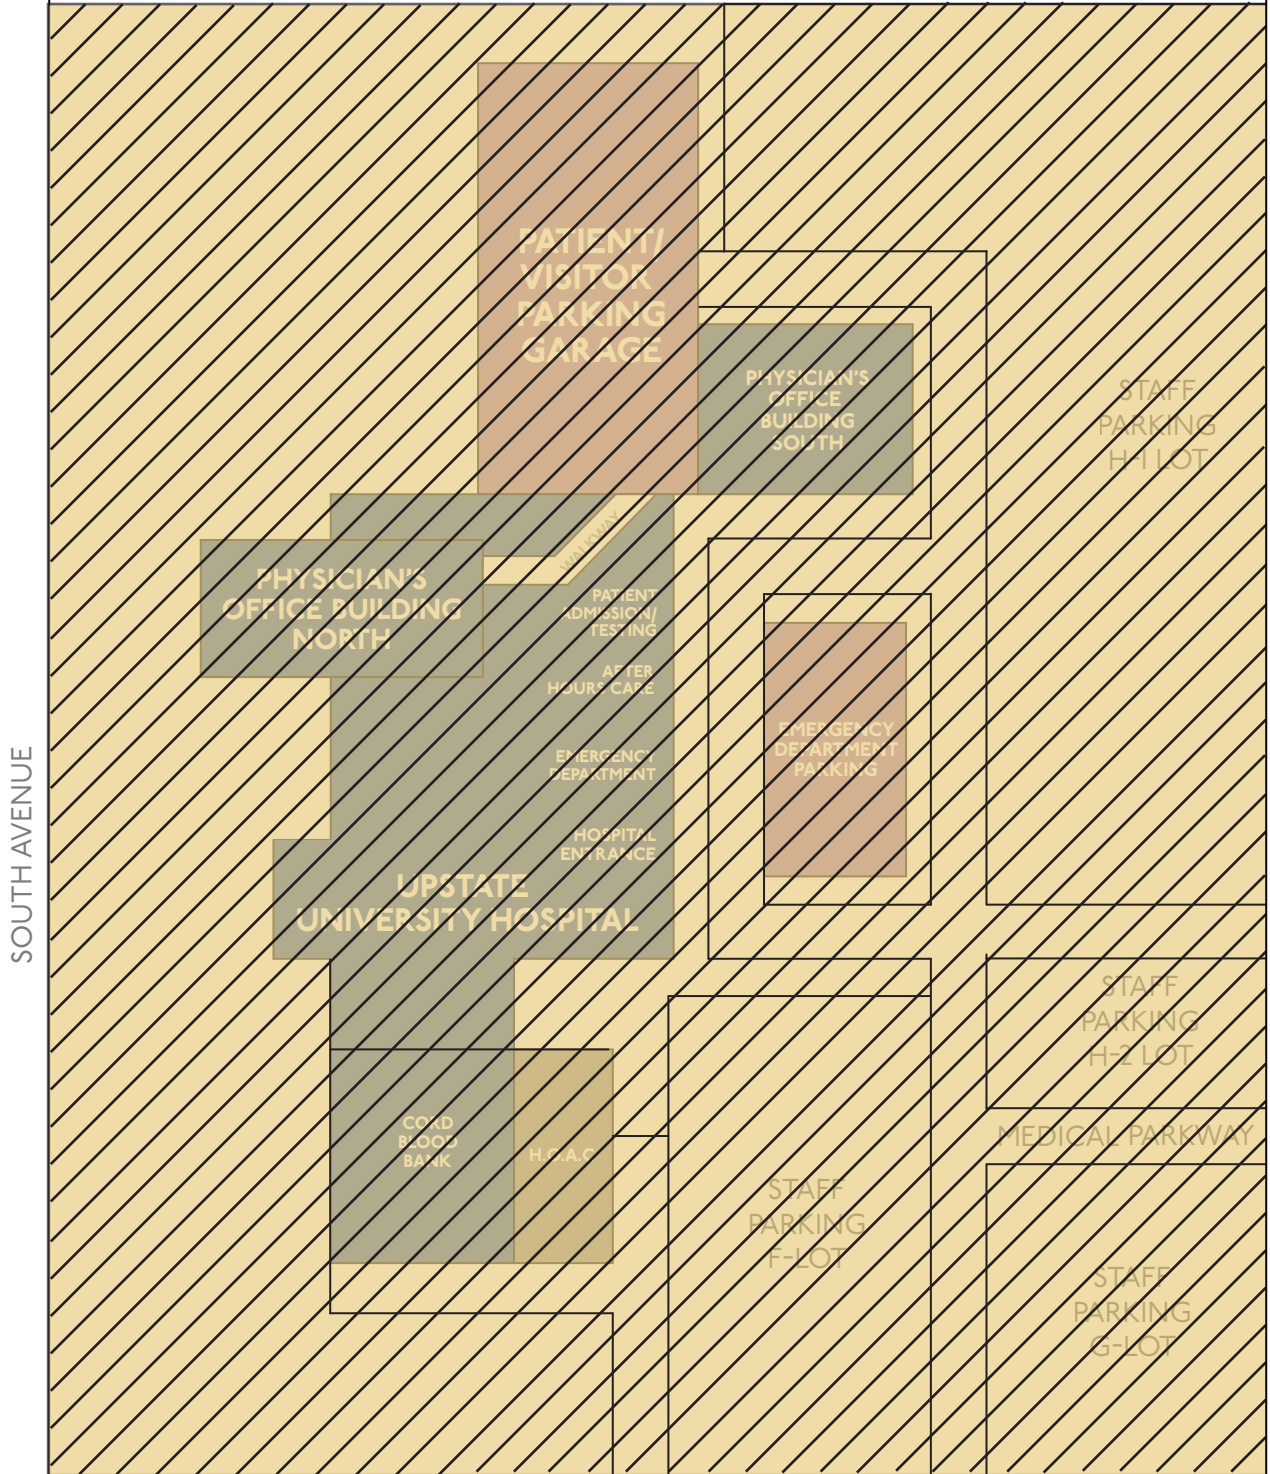 PATIENT/
VISITOR
PARKING
GARAGE
PHYSICIAN'S
OFFICE
BUILDING
SOUTH
STAFF
PARKING
H-1 LOT
WALKWAY
PHYSICIAN'S
OFFICE BUILDING
NORTH
PATIENT
ADMISSION/
TESTING
AFTER
HOURS CARE
EMERGENCY
DEPARTMENT
EMERGENCY
DEPARTMENT
PARKING
HOSPITAL
ENTRANCE
UPSTATE
UNIVERSITY HOSPITAL
SOUTH AVENUE
STAFF
PARKING
H-2 LOT
CORD
BLOOD
BANK
H.O.A.C.
MEDICAL PARKWAY
STAFF
PARKING
F-LOT
STAFF
PARKING
G-LOT